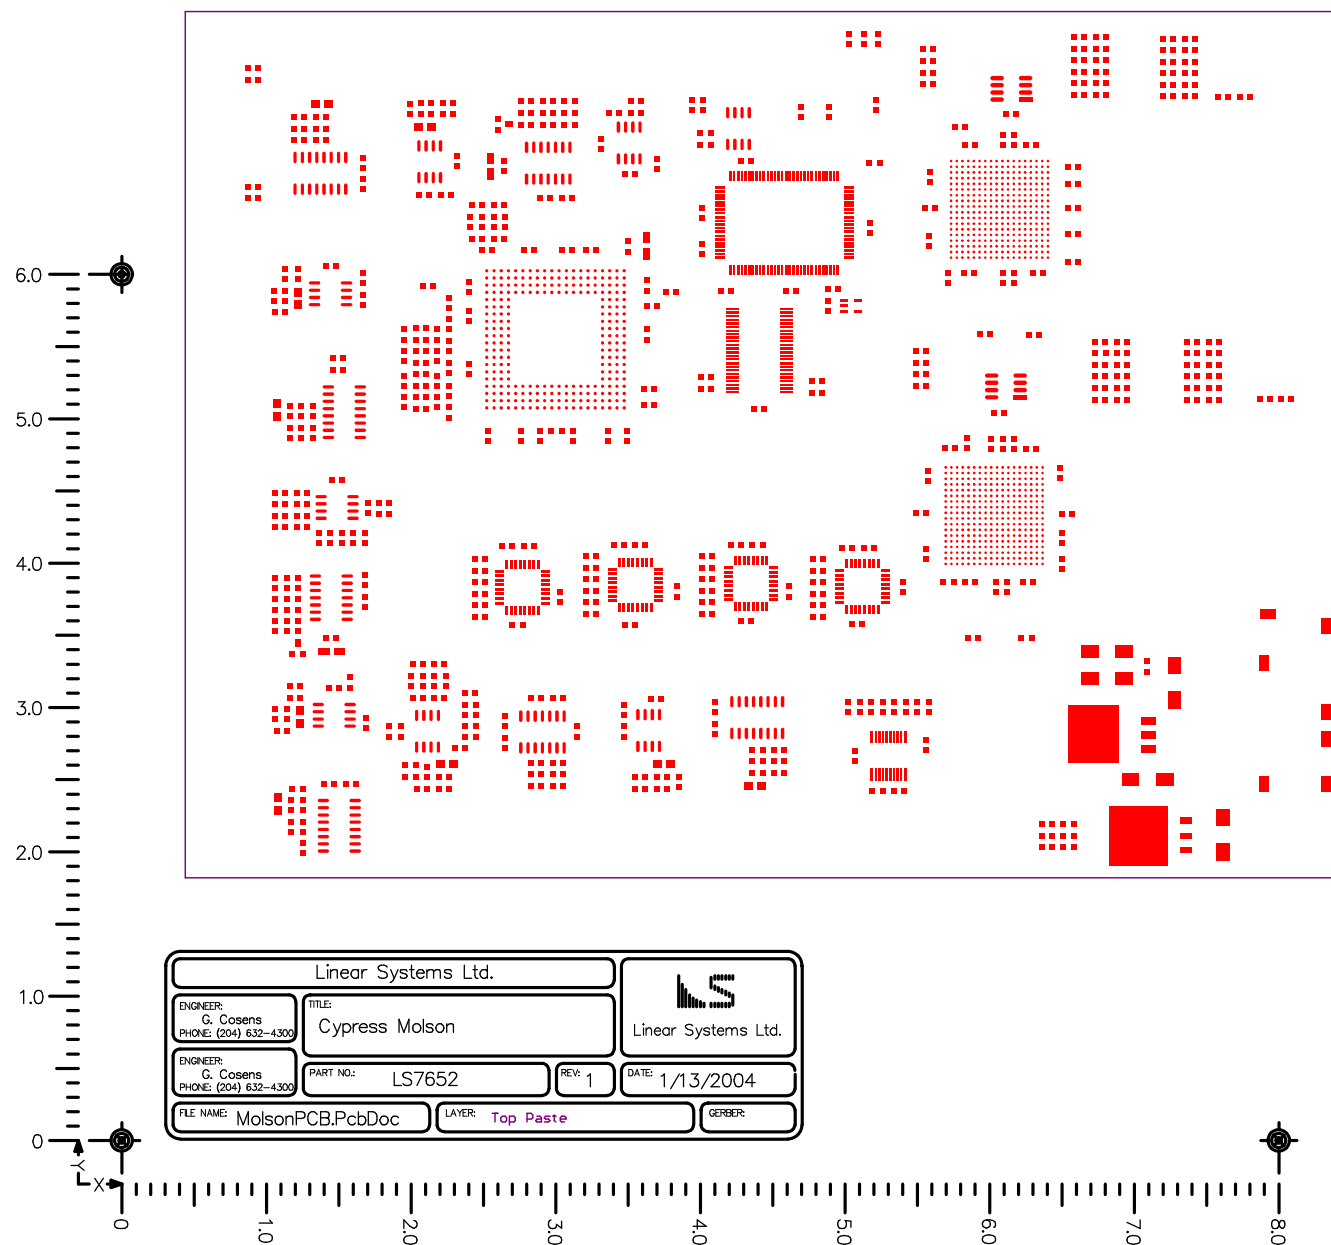 6.0
5.0
4.0
3.0
2.0
1.0
0
Y
X
0
1.0
2.0
3.0
4.0
5.0
6.0
7.0
8.0
Linear Systems Ltd.
ENGINEER:
G. Cosens
PHONE: (204) 632-4300
TITLE:
Cypress Molson
LS
Linear Systems Ltd.
ENGINEER:
G. Cosens
PHONE: (204) 632-4300
PART NO.: LS7652
REV: 1
DATE: 1/13/2004
FILE NAME: MolsonPCB.PcbDoc
LAYER: Top Paste
GERBER: